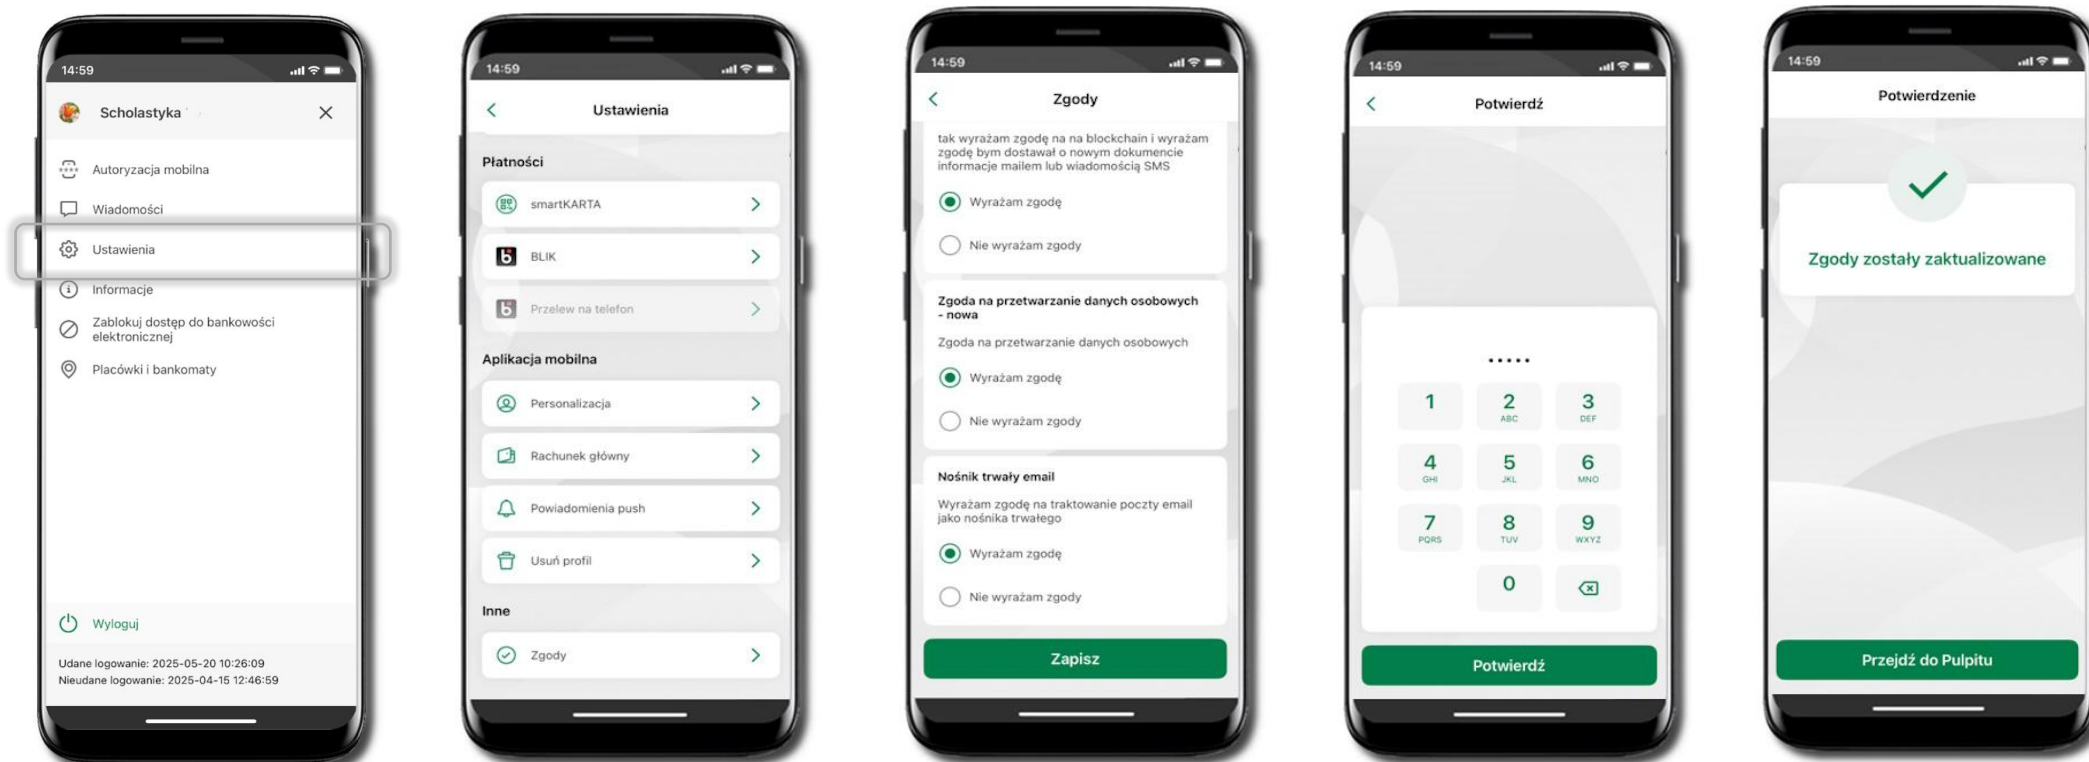 14:59
Scholastyka
Autoryzacja mobilna
Wiadomości
Ustawienia
Informacje
Zablokuj dostęp do bankowości
elektronicznej
Placówki i bankomaty
Wyloguj
Udane logowanie: 2025-05-20 10:26:09
Nieudane logowanie: 2025-04-15 12:46:59
14:59
Ustawienia
Płatności
smartKARTA
BLIK
Przelew na telefon
Aplikacja mobilna
Personalizacja
Rachunek główny
Powiadomienia push
Usuń profil
Inne
Zgody
14:59
Zgody
tak wyrażam zgodę na na blockchain i wyrażam
zgodę bym dostawał o nowym dokumencie
informacje mailem lub wiadomością SMS
Wyrażam zgodę
Nie wyrażam zgody
Zgoda na przetwarzanie danych osobowych
- nowa
Zgoda na przetwarzanie danych osobowych
Wyrażam zgodę
Nie wyrażam zgody
Nośnik trwały email
Wyrażam zgodę na traktowanie poczty email
jako nośnika trwałego
Wyrażam zgodę
Nie wyrażam zgody
Zapisz
14:59
Potwierdź
1 2 3
ABC DEF
4 5 6
GHI JKL MNO
7 8 9
PQRS TUV WXYZ
0
Potwierdź
14:59
Potwierdzenie
Zgody zostały zaktualizowane
Przejdź do Pulpitu